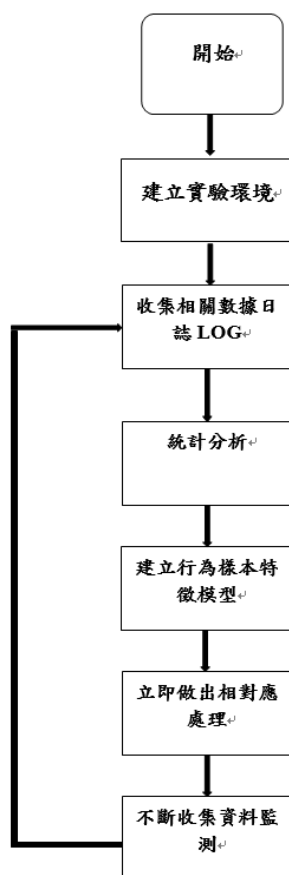 開始
建立實驗環境
收集相關數據日
誌 LOG
統計分析
建立行為樣本特
徵模型
立即做出相對應
處理
不斷收集資料監
測